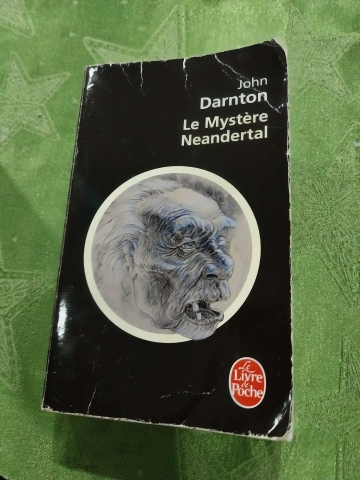 John
Darnton
Le Mystère
Neandertal
Le
Livre
de
Poche